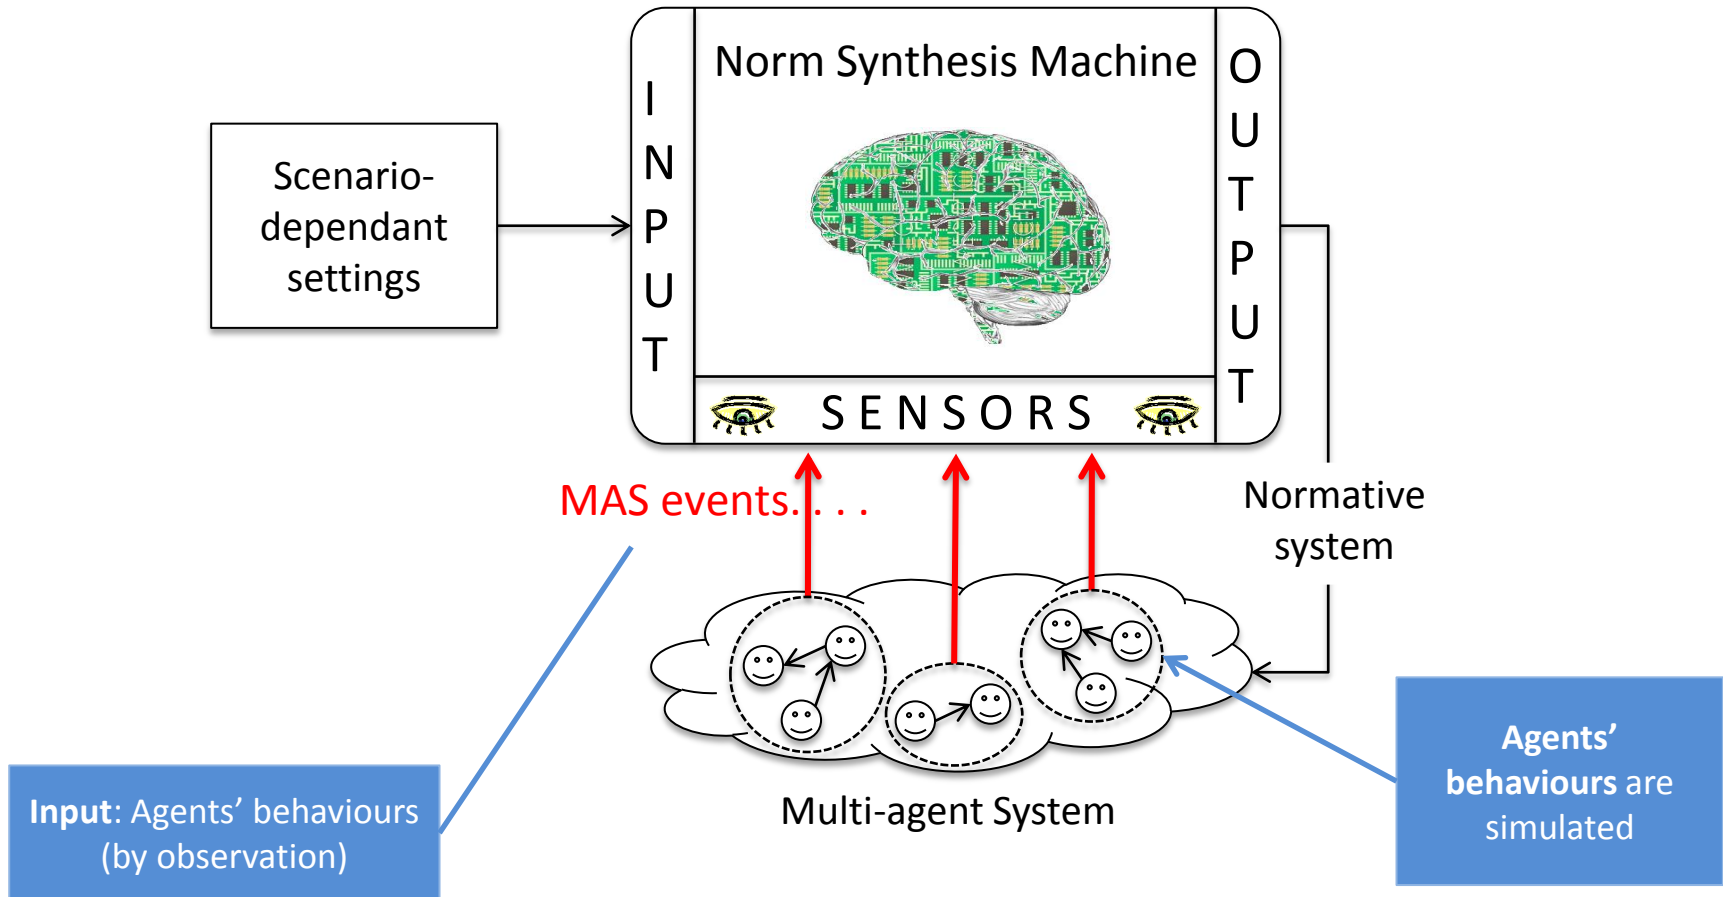 Norm Synthesis Machine
I N P U T
O U T P U T
Scenario-
dependant
settings
S E N S O R S
MAS events. . . .
Normative
system
Multi-agent System
Input: Agents’ behaviours
(by observation)
Agents’
behaviours are
simulated